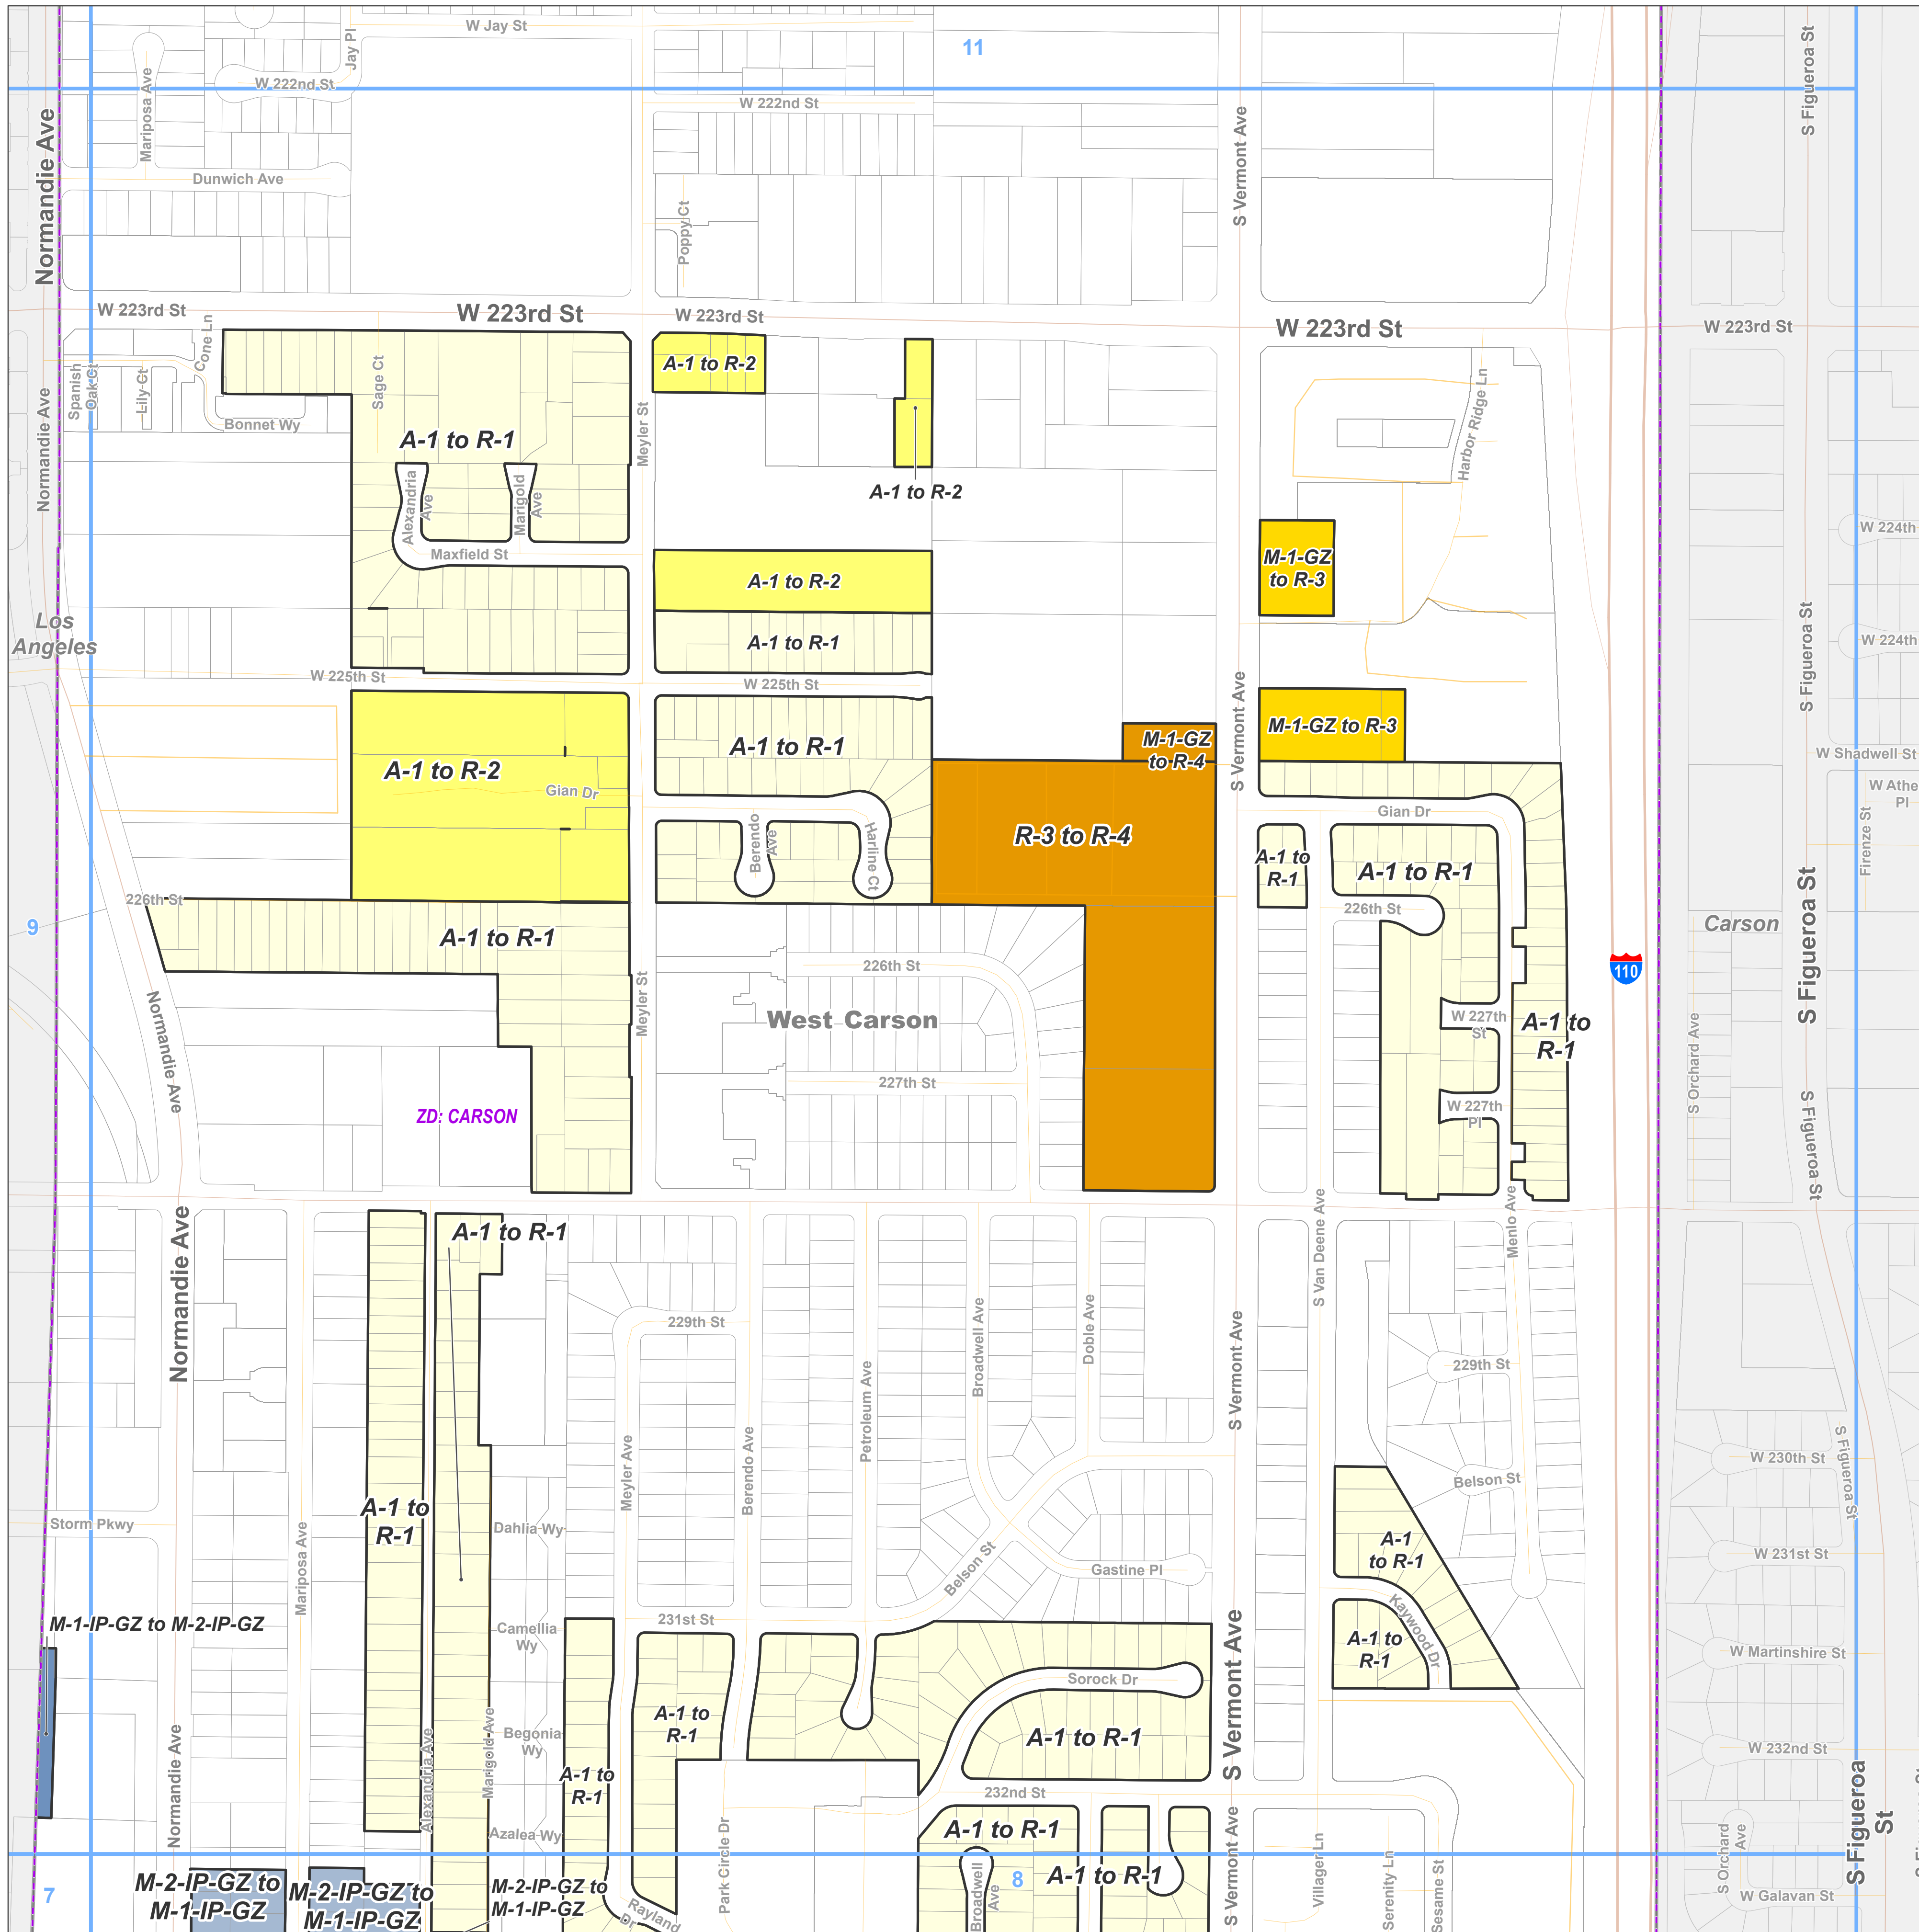 W Jay St
Jay Pl
11
W 222nd St
Mariposa Ave
W 222nd St
S Figueroa St
Normandie Ave
S Vermont Ave
Dunwich Ave
Poppy Ct
W 223rd St
W 223rd St
W 223rd St
W 223rd St
W 223rd St
Cone Ln
Spanish
Oak Ct
Lily Ct
Sage Ct
Bonnet Wy
A-1 to R-2
Meyler St
Harbor Ridge Ln
A-1 to R-1
Normandie Ave
Alexandria
Ave
Marigold
Ave
A-1 to R-2
W 224th
Maxfield St
M-1-GZ
to R-3
A-1 to R-2
Los
Angeles
A-1 to R-1
W 224th
S Figueroa St
W 225th St
W 225th St
S Vermont Ave
M-1-GZ to R-3
A-1 to R-1
M-1-GZ
to R-4
W Shadwell St
A-1 to R-2
Gian Dr
W Athe
Pl
Gian Dr
Berendo
Ave
Harline Ct
R-3 to R-4
A-1 to
R-1
A-1 to R-1
Firenze St
226th St
226th St
9
A-1 to R-1
Carson
S Figueroa St
226th St
110
Normandie Ave
Meyler St
West Carson
W 227th
St
A-1 to
R-1
S Orchard Ave
227th St
W 227th
Pl
ZD: CARSON
S Figueroa St
Normandie Ave
A-1 to R-1
S Van Deene Ave
Menlo Ave
229th St
Broadwell Ave
Doble Ave
S Vermont Ave
229th St
Petroleum Ave
Meyler Ave
Berendo Ave
W 230th St
S Figueroa St
Belson St
A-1 to
R-1
Storm Pkwy
Dahlia Wy
Mariposa Ave
Belson St
Gastine Pl
A-1
to R-1
W 231st St
M-1-IP-GZ to M-2-IP-GZ
Camellia
Wy
231st St
Kaywood Dr
A-1 to
R-1
W Martinshire St
Sorock Dr
S Vermont Ave
A-1 to
R-1
A-1 to R-1
Begonia
Wy
Marigold Ave
Alexandria Ave
Normandie Ave
W 232nd St
A-1 to
R-1
232nd St
Azalea Wy
Park Circle Dr
A-1 to R-1
S Vermont Ave
Villager Ln
Serenity Ln
Sesame St
S Orchard
Ave
S Figueroa
St
7
M-2-IP-GZ to
M-1-IP-GZ
M-2-IP-GZ to
M-1-IP-GZ
M-2-IP-GZ to
M-1-IP-GZ
Rayland
Dr
Broadwell
Ave
8
A-1 to R-1
W Galavan St